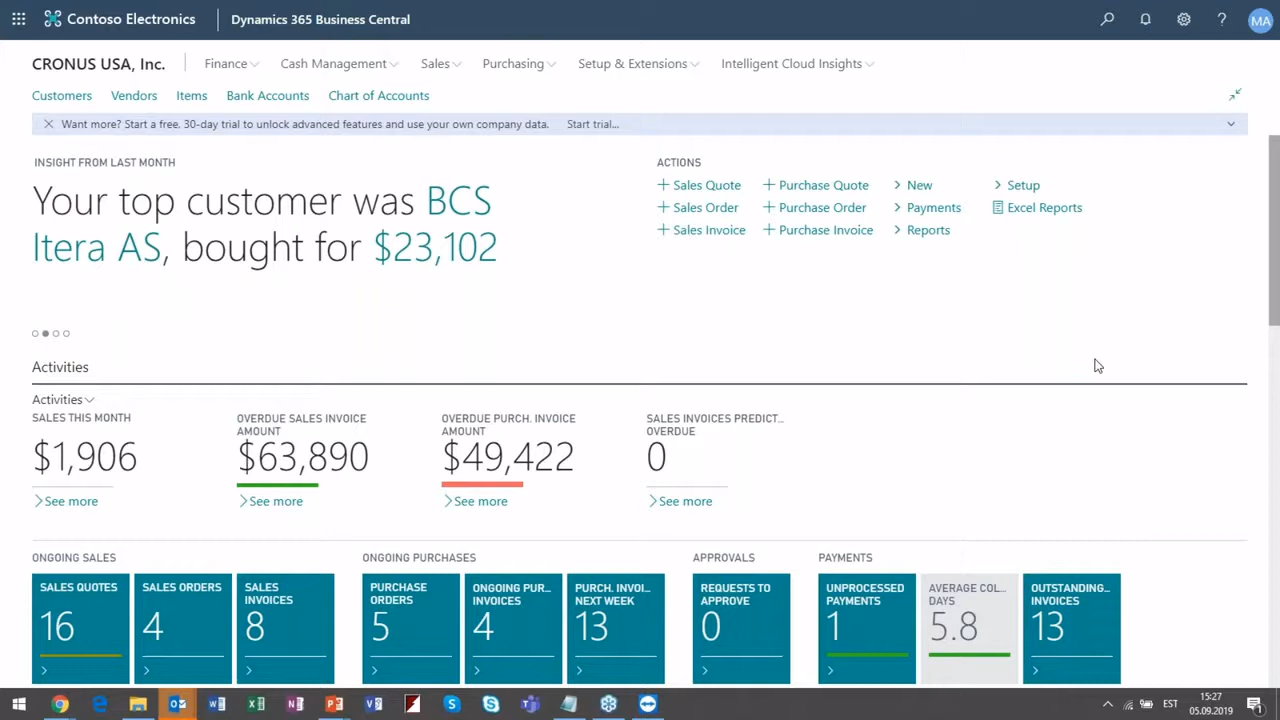 Contoso Electronics
Dynamics 365 Business Central
?
MA
CRONUS USA, Inc.
Finance
Cash Management
Sales
Purchasing
Setup & Extensions
Intelligent Cloud Insights
Customers
Vendors
Items
Bank Accounts
Chart of Accounts
Want more? Start a free, 30-day trial to unlock advanced features and use your own company data.
Start trial...
INSIGHT FROM LAST MONTH
Your top customer was BCS
Itera AS, bought for $23,102
ACTIONS
+ Sales Quote
+ Purchase Quote
> New
> Setup
+ Sales Order
+ Purchase Order
> Payments
Excel Reports
+ Sales Invoice
+ Purchase Invoice
> Reports
Activities
Activities
SALES THIS MONTH
$1,906
>See more
OVERDUE SALES INVOICE
AMOUNT
$63,890
>See more
OVERDUE PURCH. INVOICE
AMOUNT
$49,422
>See more
SALES INVOICES PREDICT...
OVERDUE
0
>See more
ONGOING SALES
SALES QUOTES
16
SALES ORDERS
4
SALES
INVOICES
8
ONGOING PURCHASES
PURCHASE
ORDERS
5
ONGOING PUR...
INVOICES
4
PURCH. INVOI...
NEXT WEEK
13
APPROVALS
REQUESTS TO
APPROVE
0
PAYMENTS
UNPROCESSED
PAYMENTS
1
AVERAGE COL...
DAYS
5.8
OUTSTANDING...
INVOICES
13
EST
15:27
05.09.2019
1